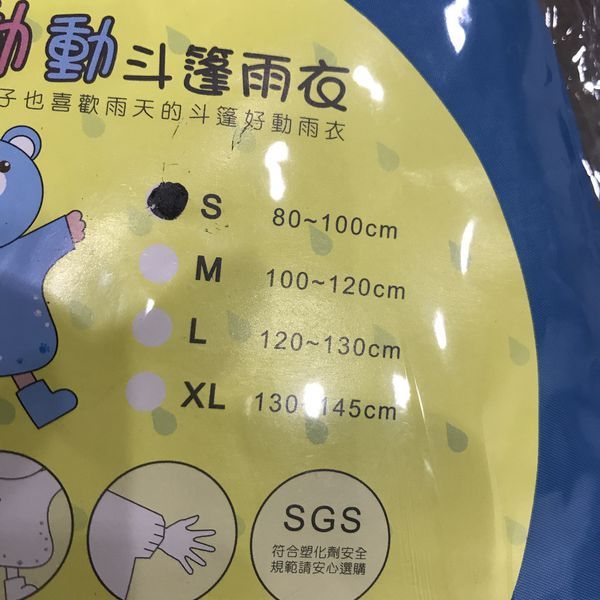 動斗篷雨衣
子也喜歡雨天的斗篷好動雨衣
S 80~100cm
M 100~120cm
L 120~130cm
XL 130~145cm
SGS
符合塑化劑安全
規範請安心選購